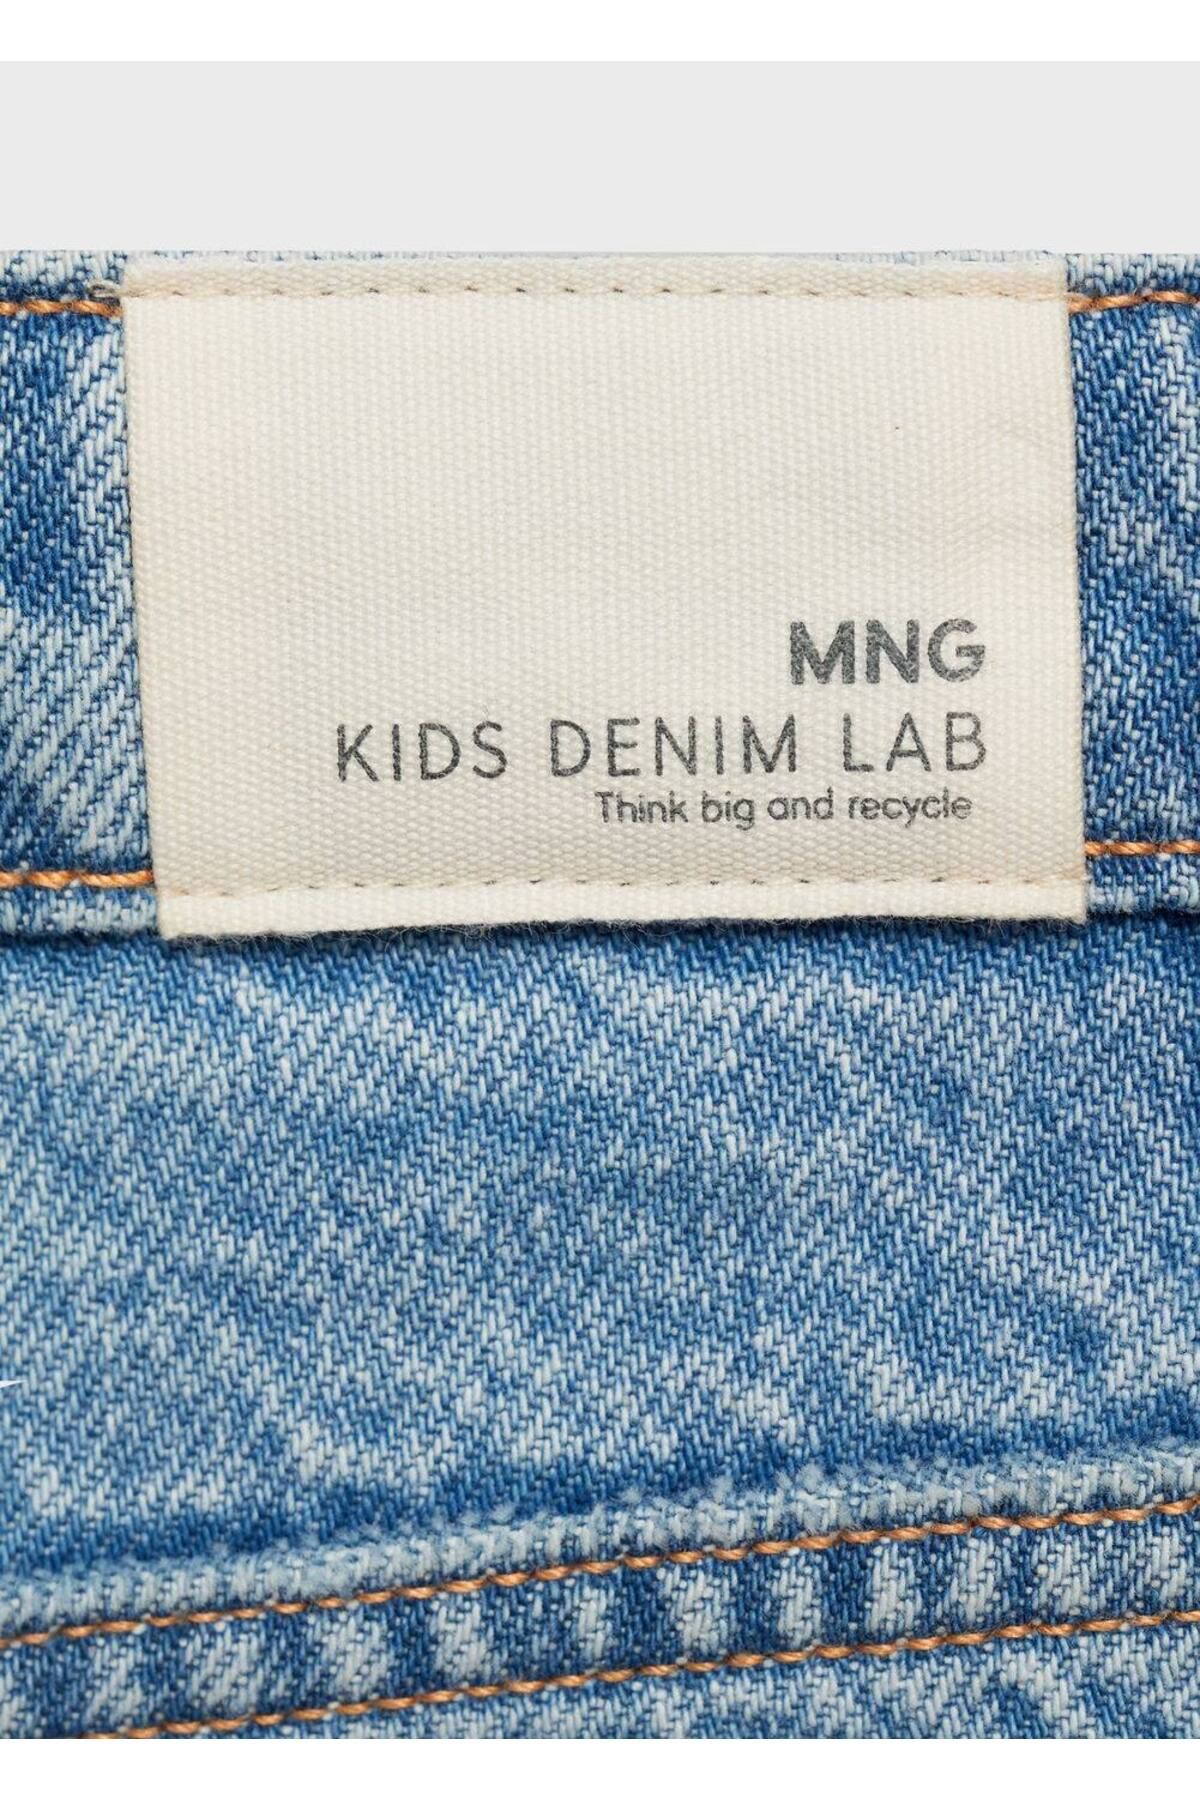 MNG
KIDS DENIM LAB
Think big and recycle